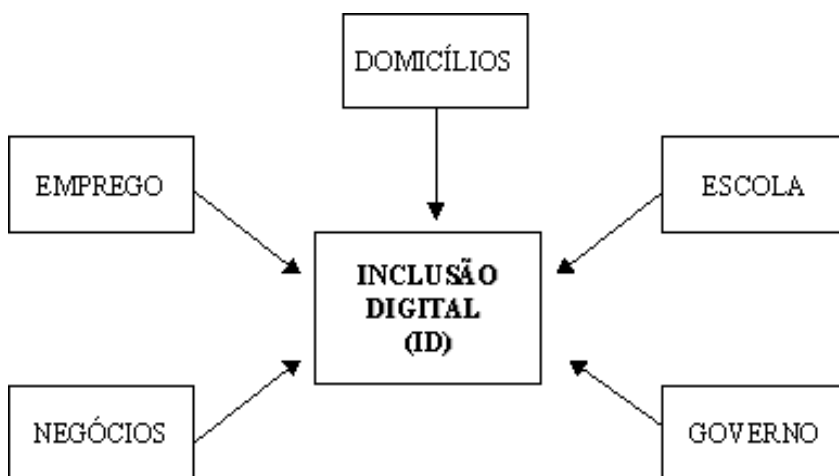 DOMICÍLIOS
EMPREGO
ESCOLA
INCLUSÃO
DIGITAL
(ID)
NEGÓCIOS
GOVERNO